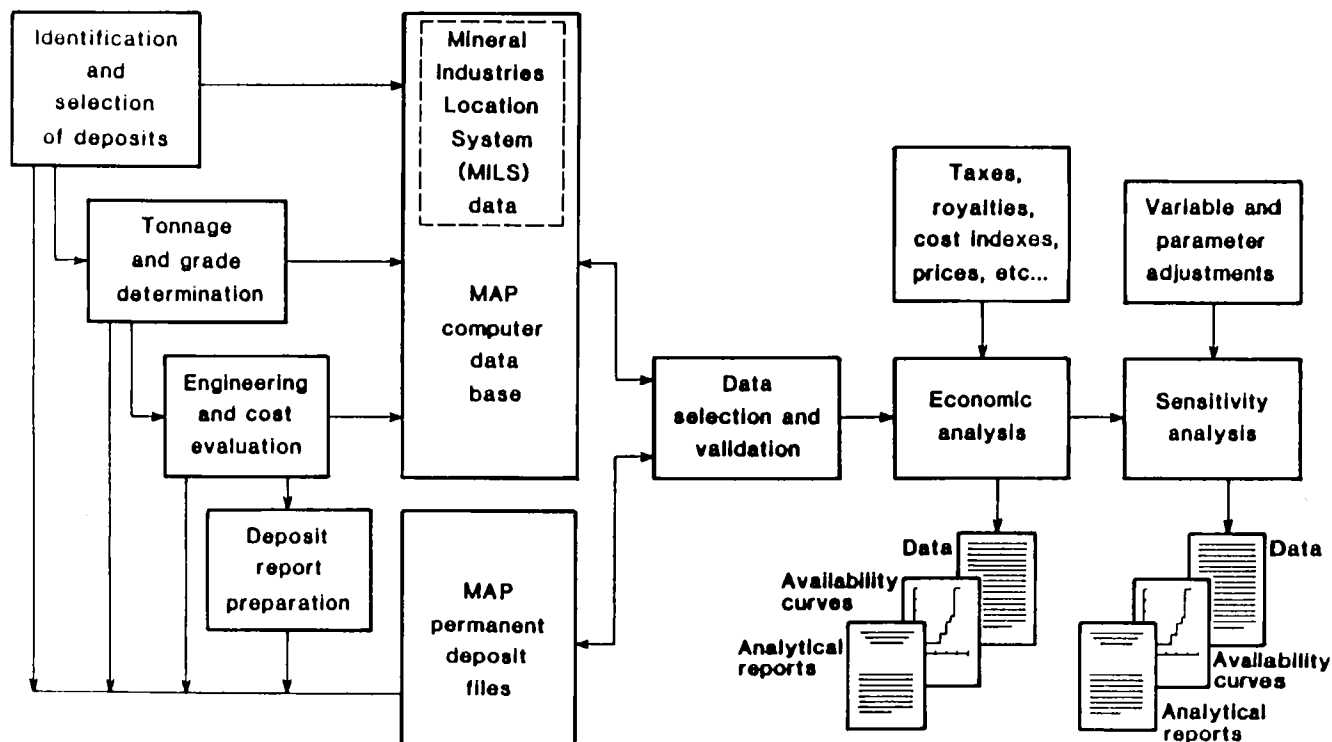 Identification
and
selection
of deposits
Tonnage
and grade
determination
Engineering
and cost
evaluation
Deposit
report
preparation
Mineral
Industries
Location
System
(MILS)
data
MAP
computer
data
base
MAP
permanent
deposit
files
Data
selection and
validation
Taxes,
royalties,
cost indexes,
prices, etc...
Economic
analysis
Variable and
parameter
adjustments
Sensitivity
analysis
Data
Availability
curves
Analytical
reports
Data
Availability
curves
Analytical
reports